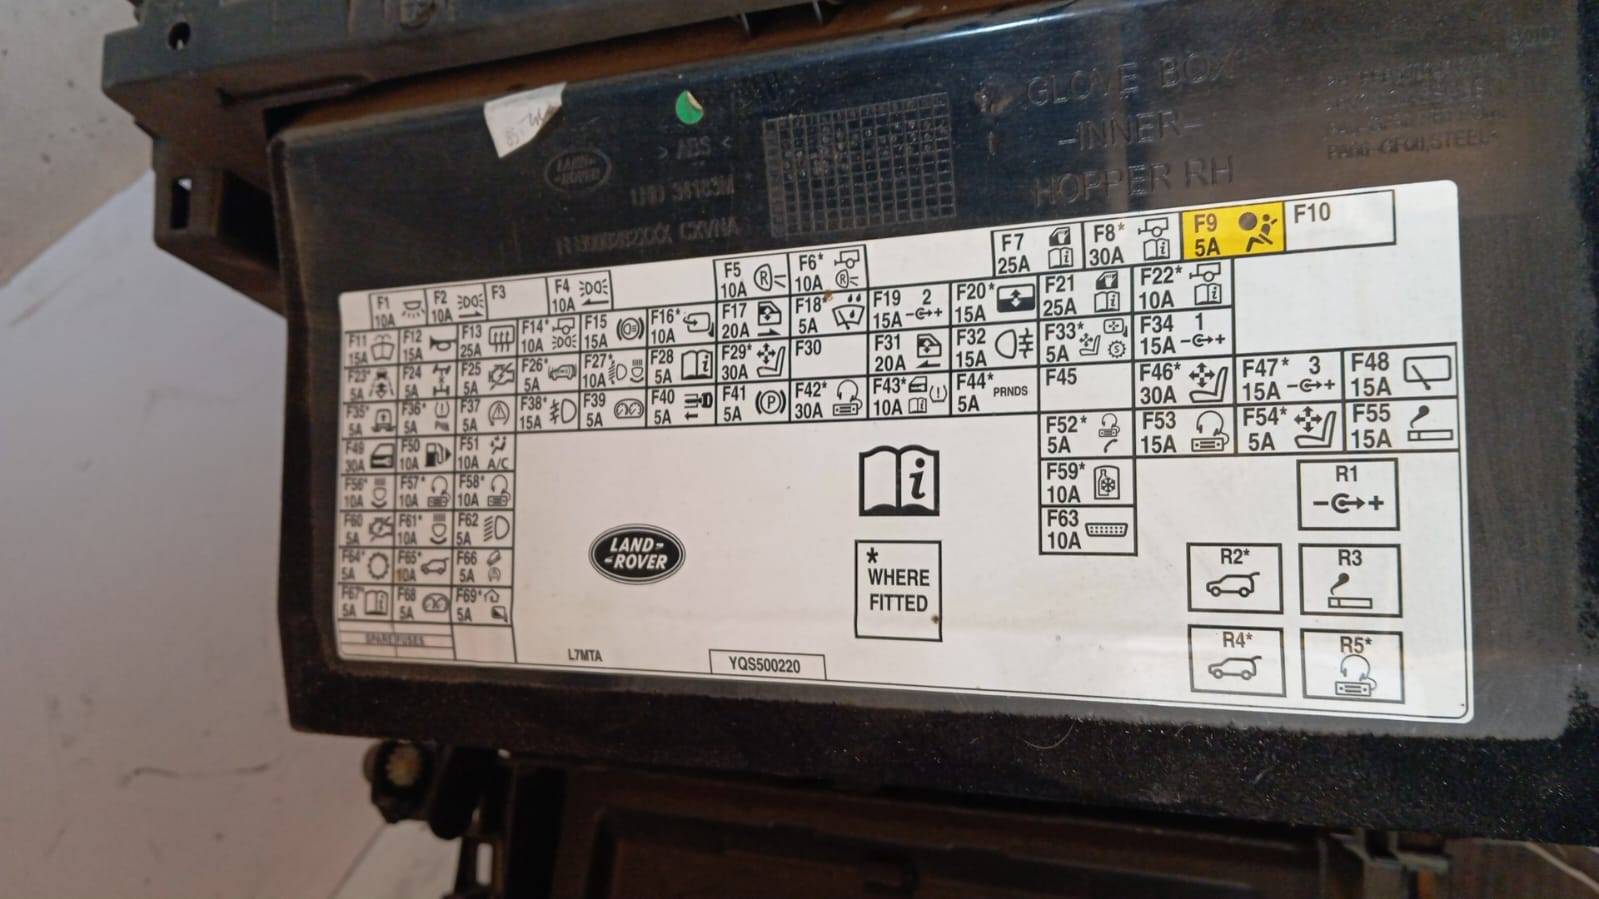 LAND-
-ROVER
> ABS <
GLOVE BOX
-INNER-
HOPPER RH
F7
25A
F8*
30A
F9
5A
F10
F1
10A
F2
10A
F3
F4
10A
F5
10A
R
F6*
10A
R
F11
15A
F12
15A
F13
25A
F14*
10A
F15
15A
F16*
10A
F17
20A
F18*
5A
F19 2
15A -+
F20*
15A
F21
25A
F22*
10A
F23*
5A
F24
5A
F25
5A
F26*
5A
F27*
10A
F28
5A
F29*
30A
F30
F31
20A
F32
15A
F33*
5A
F34 1
15A -+
F35*
5A
F36*
5A
F37
5A
F38*
15A
F39
5A
F40
5A
F41
5A
P
F42*
30A
F43*
10A
F44*
5A PRNDS
F45
F46*
30A
F47* 3
15A -+
F48
15A
F49
30A
F50
10A
F51
10A A/C
F52*
5A
F53
15A
F54*
5A
F55
15A
F56*
10A
F57*
10A
F58*
10A
F59*
10A
F60
5A
F61*
10A
F62
5A
F63
10A
F64*
5A
F65*
10A
F66
5A
F67*
5A
F68
5A
F69*
5A
SPARE FUSES
LAND-
-ROVER
i
*
WHERE
FITTED
R1
-+
R2*
R3
R4*
R5*
L7MTA
YQS500220